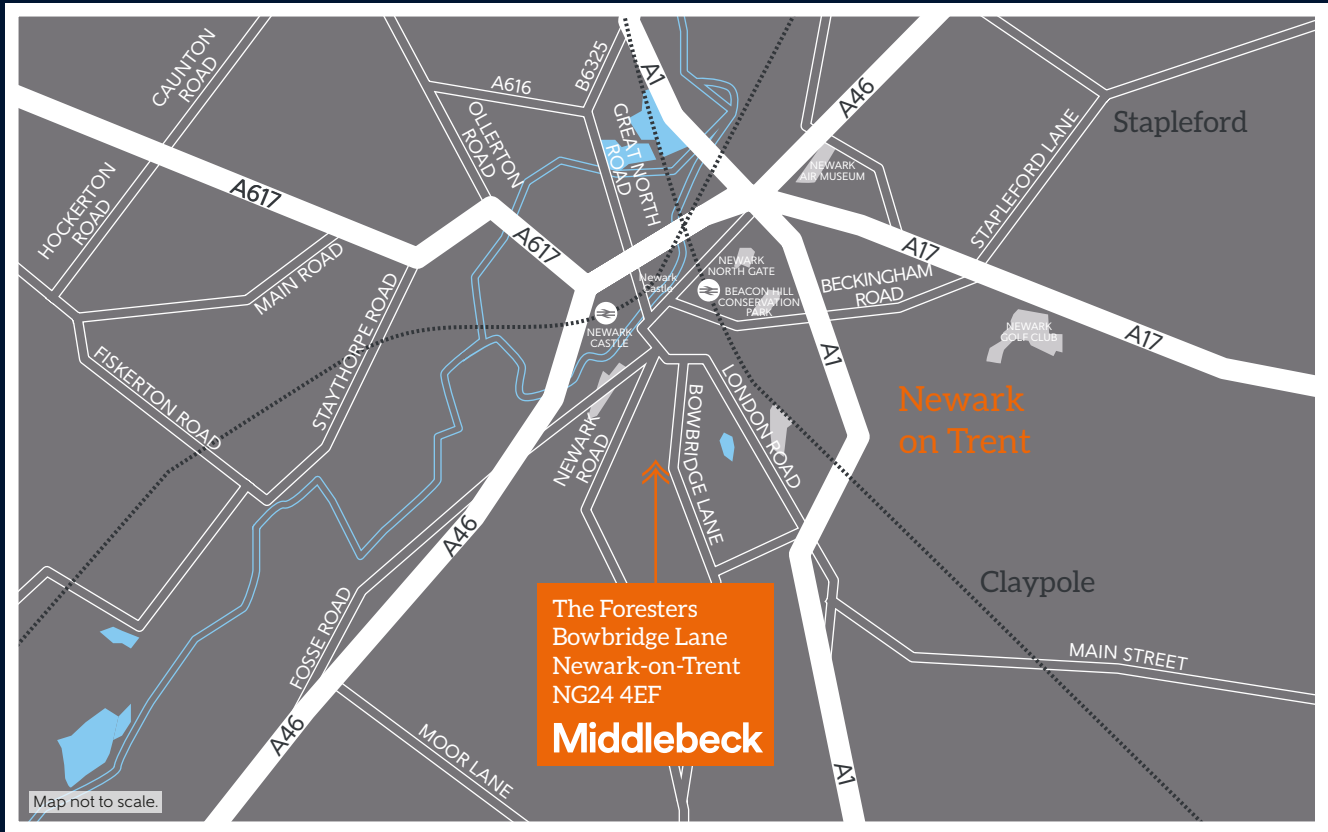 CAUNTON
ROAD
A616
B6325
A1
A46
OLLERTON
ROAD
GREAT NORTH
ROAD
Stapleford
NEWARK
AIR MUSEUM
STAPLEFORD LANE
HOCKERTON
ROAD
A617
MAIN ROAD
A617
A17
NEWARK
NORTH GATE
Newark
Castle
BEACON HILL
CONSERVATION
PARK
BECKINGHAM
ROAD
NEWARK
CASTLE
NEWARK
GOLF CLUB
A17
STAYTHORPE ROAD
FISKERTON ROAD
A1
NEWARK
ROAD
BOWBRIDGE LANE
LONDON ROAD
Newark
on Trent
A46
Claypole
The Foresters
Bowbridge Lane
Newark-on-Trent
NG24 4EF
Middlebeck
FOSSE ROAD
MAIN STREET
A46
MOOR LANE
A1
Map not to scale.